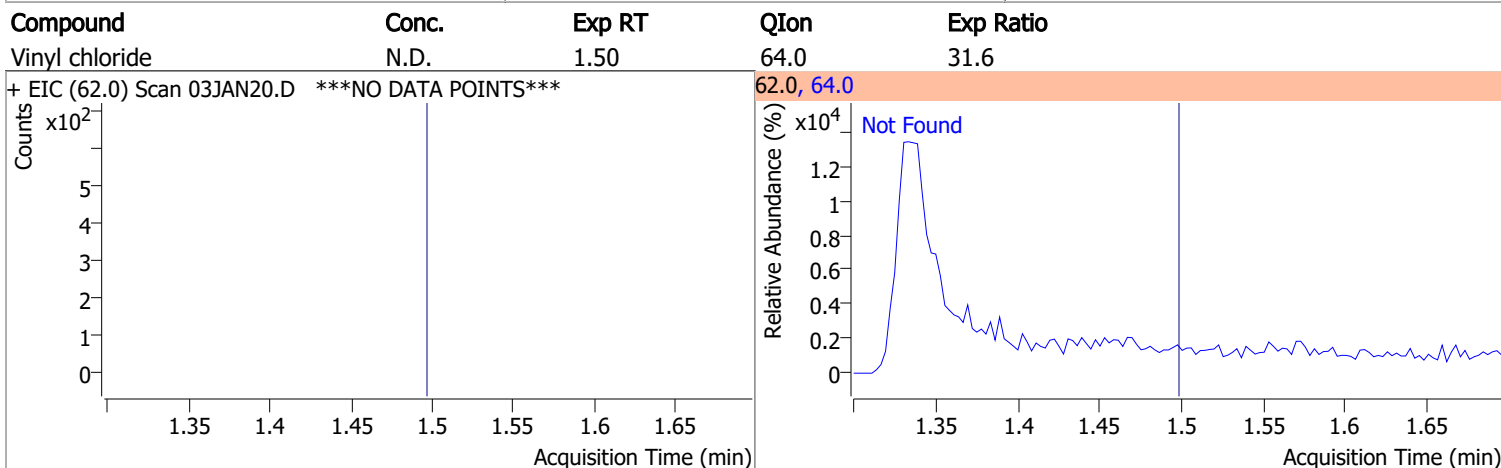 Compound Conc. Exp RT QIon Exp Ratio
Vinyl chloride N.D. 1.50 64.0 31.6
+ EIC (62.0) Scan 03JAN20.D ***NO DATA POINTS***
Counts
x10²
5
4
3
2
1
0
1.35 1.4 1.45 1.5 1.55 1.6 1.65
Acquisition Time (min)
62.0, 64.0
Relative Abundance (%)
x10⁴
Not Found
1.2
1
0.8
0.6
0.4
0.2
0
1.35 1.4 1.45 1.5 1.55 1.6 1.65
Acquisition Time (min)